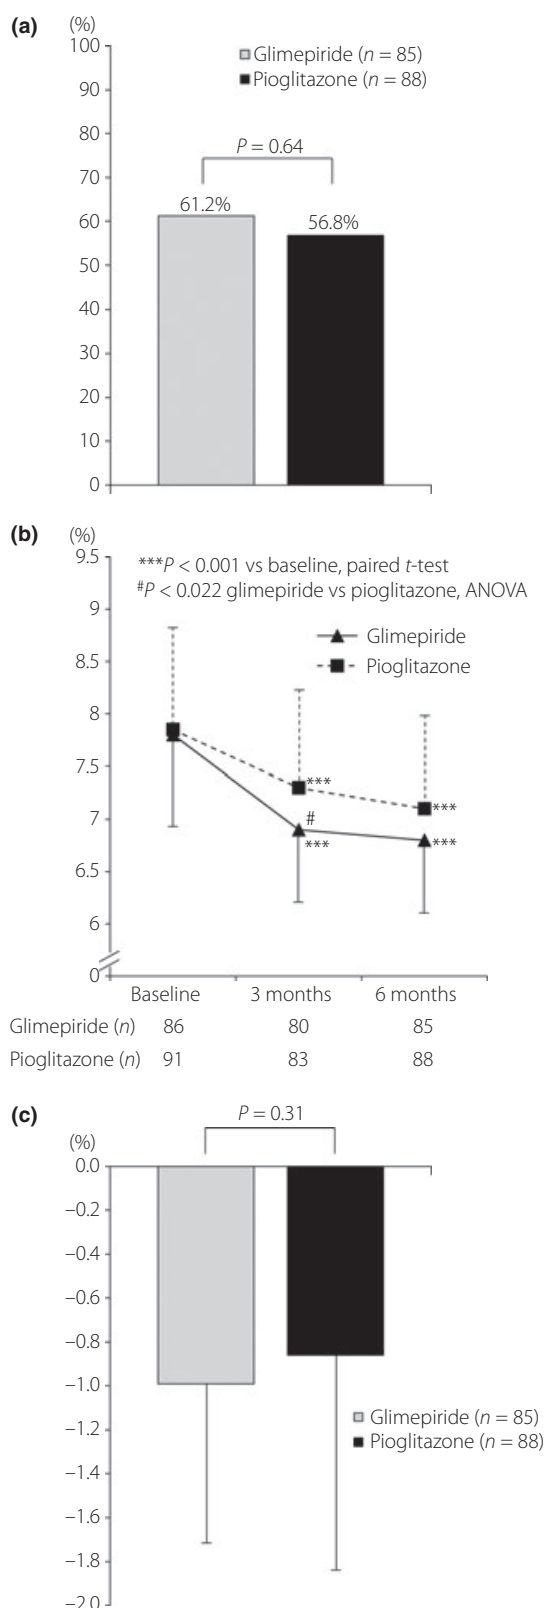 (a)
(%)
100
90
80
70
60
50
40
30
20
10
0
Glimepiride (n = 85)
Pioglitazone (n = 88)
P = 0.64
61.2%
56.8%
(b)
(%)
9.5
9
8.5
8
7.5
7
6.5
6
0
***P < 0.001 vs baseline, paired t-test
#P < 0.022 glimepiride vs pioglitazone, ANOVA
Glimepiride
Pioglitazone
***
***
#
***
***
Baseline 3 months 6 months
Glimepiride (n) 86 80 85
Pioglitazone (n) 91 83 88
(c)
P = 0.31
(%)
0.0
−0.2
−0.4
−0.6
−0.8
−1.0
−1.2
−1.4
−1.6
−1.8
−2.0
Glimepiride (n = 85)
Pioglitazone (n = 88)